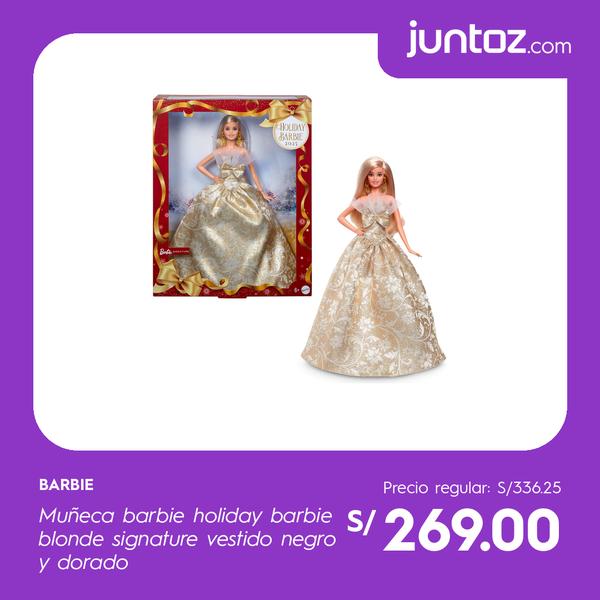 juntoz.com
HOLIDAY
BARBIE
2025
Barbie
BARBIE
Muñeca barbie holiday barbie
blonde signature vestido negro
y dorado
Precio regular: S/336.25
S/ 269.00